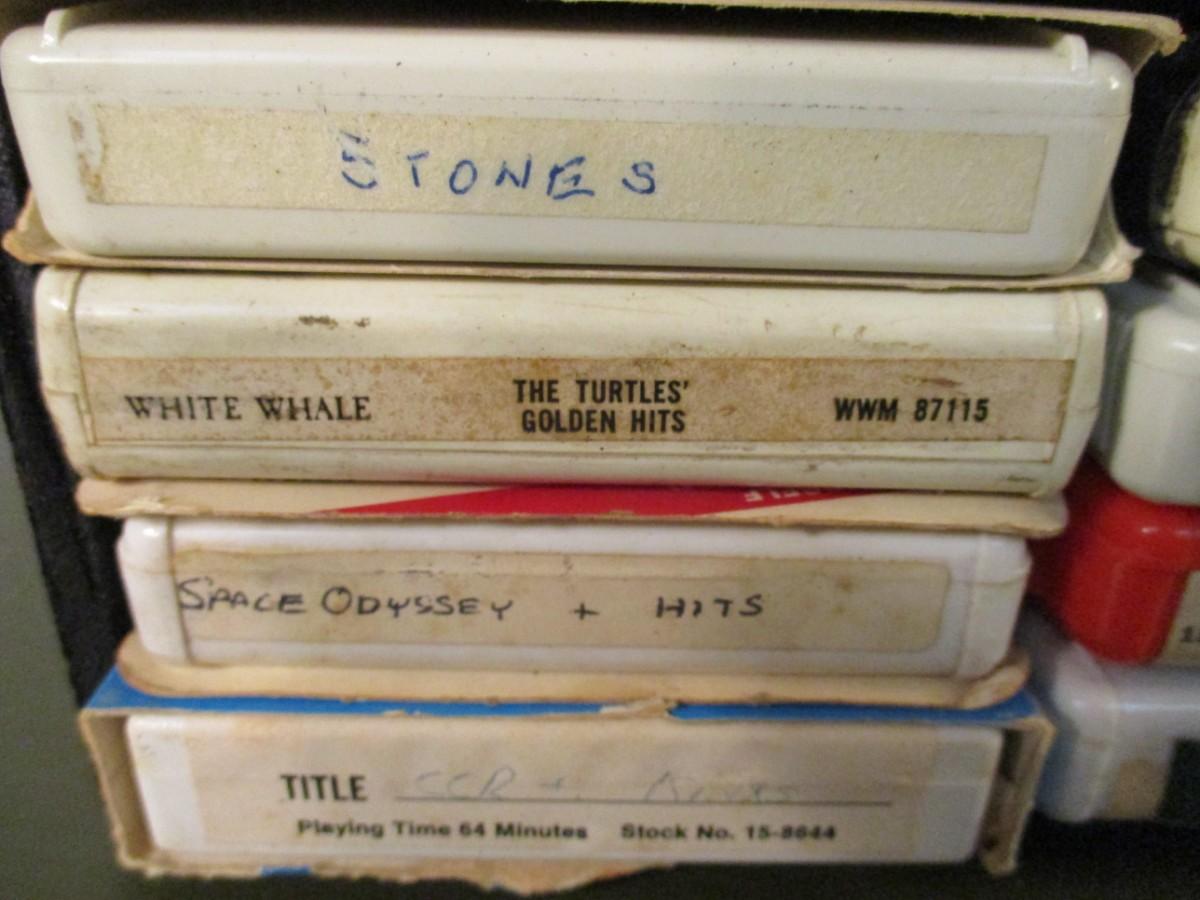 STONES
WHITE WHALE
THE TURTLES'
GOLDEN HITS
WWM 87115
SPACE ODYSSEY + HITS
TITLE CCR +
Playing Time 64 Minutes Stock No. 15-8644